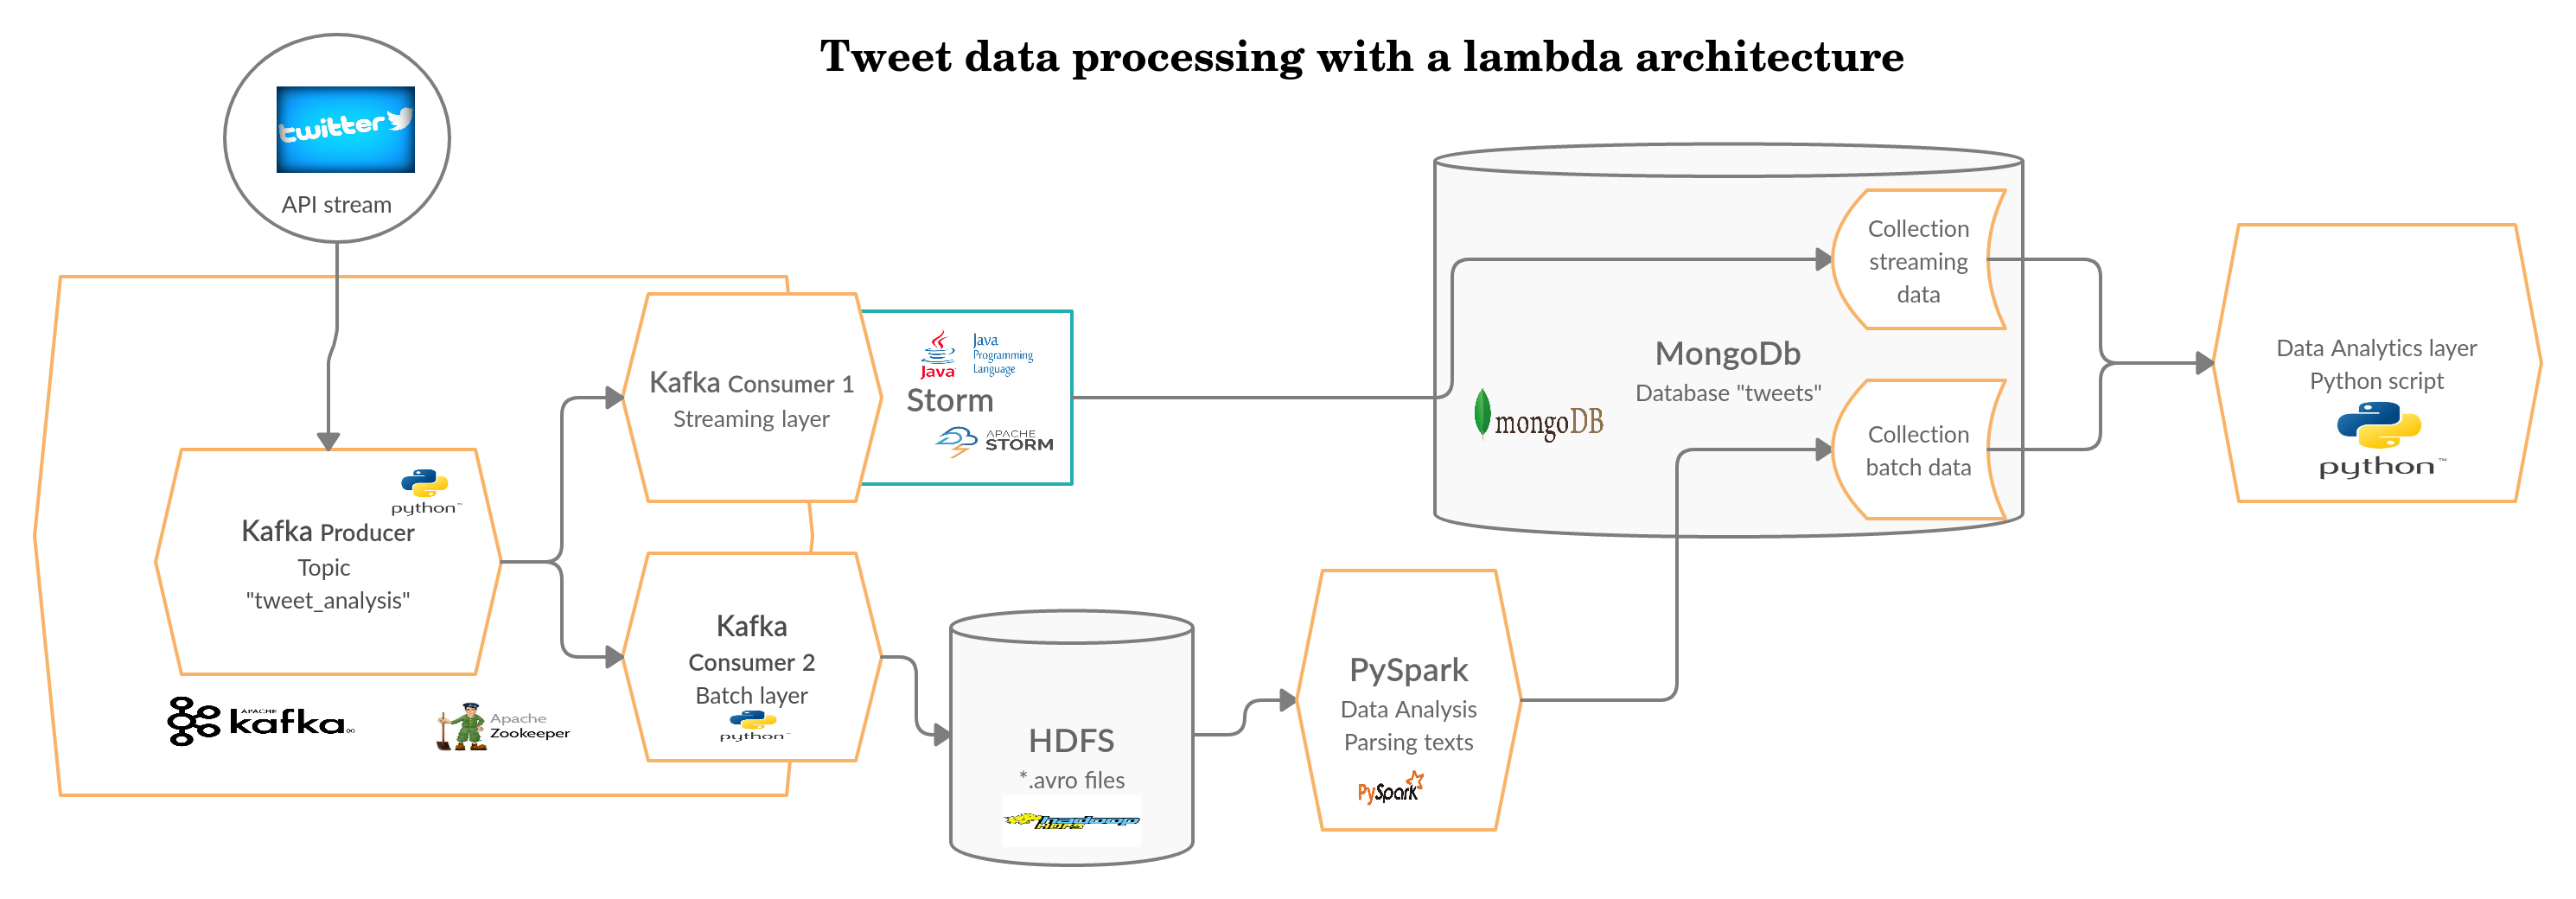 Tweet data processing with a lambda architecture
twitter
API stream
python™
Kafka Producer
Topic
"tweet_analysis"
APACHE
kafka
Apache
Zookeeper
Kafka Consumer 1
Streaming layer
Java
Java
Programming
Language
Storm
APACHE
STORM
Kafka
Consumer 2
Batch layer
python
HDFS
*.avro files
hadoop
HDFS
PySpark
Data Analysis
Parsing texts
PySpark
MongoDb
Database "tweets"
mongoDB
Collection
streaming
data
Collection
batch data
Data Analytics layer
Python script
python™